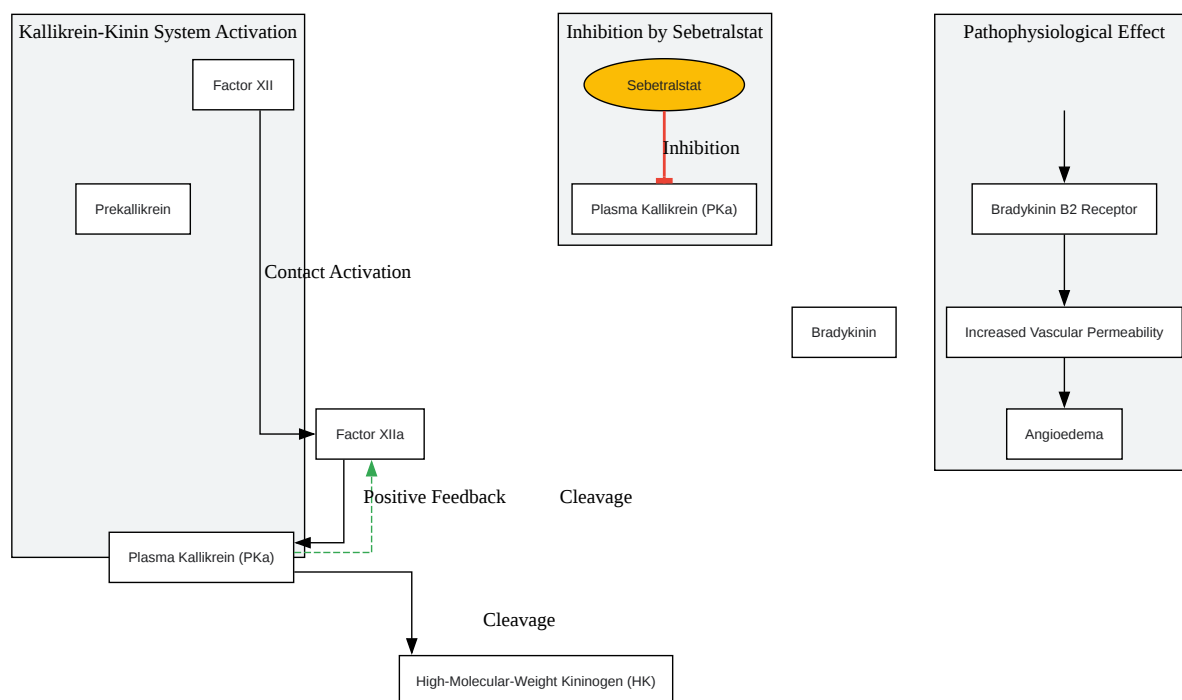 Kallikrein-Kinin System Activation
Factor XII
Prekallikrein
Contact Activation
Factor XIIa
Positive Feedback
Cleavage
Plasma Kallikrein (PKa)
Cleavage
High-Molecular-Weight Kininogen (HK)
Inhibition by Sebetralstat
Sebetralstat
Inhibition
Plasma Kallikrein (PKa)
Bradykinin
Pathophysiological Effect
Bradykinin B2 Receptor
Increased Vascular Permeability
Angioedema